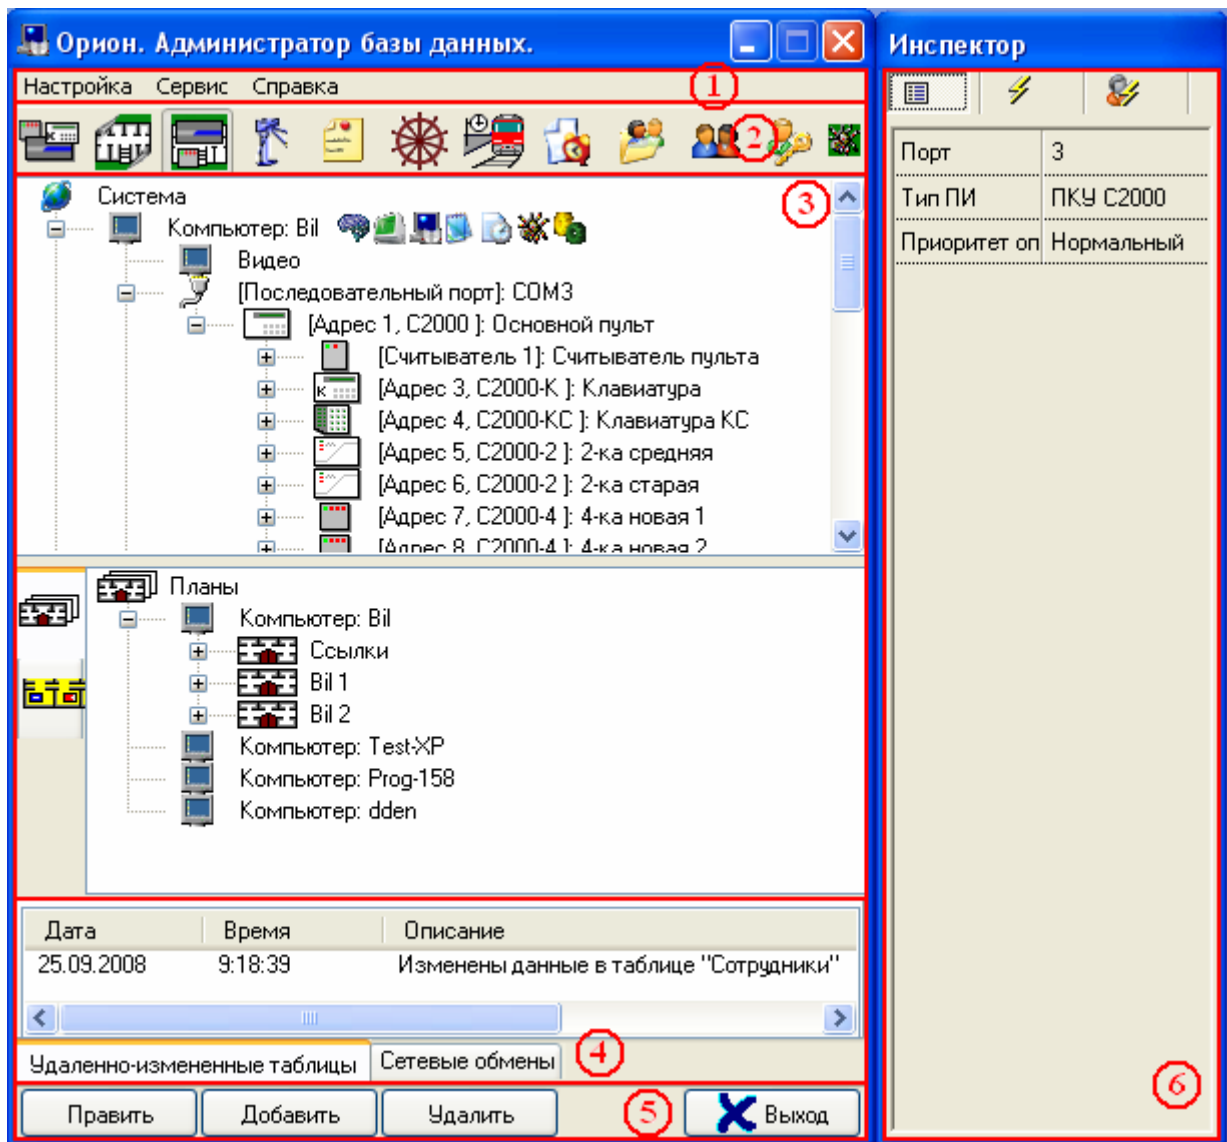 Орион. Администратор базы данных.
Настройка Сервис Справка
1
2
Система
3
Компьютер: Bil
Видео
[Последовательный порт]: COM3
[Адрес 1, С2000 ]: Основной пульт
[Считыватель 1]: Считыватель пульта
[Адрес 3, С2000-К ]: Клавиатура
[Адрес 4, С2000-КС ]: Клавиатура КС
[Адрес 5, С2000-2 ]: 2-ка средняя
[Адрес 6, С2000-2 ]: 2-ка старая
[Адрес 7, С2000-4 ]: 4-ка новая 1
[Адрес 8, С2000-4 ]: 4-ка новая 2
Планы
Компьютер: Bil
Ссылки
Bil 1
Bil 2
Компьютер: Test-XP
Компьютер: Prog-158
Компьютер: dden
Дата Время Описание
25.09.2008 9:18:39 Изменены данные в таблице "Сотрудники"
Удаленно-измененные таблицы Сетевые обмены 4
Править Добавить Удалить 5 Выход
Инспектор
Порт 3
Тип ПИ ПКУ С2000
Приоритет оп Нормальный
6